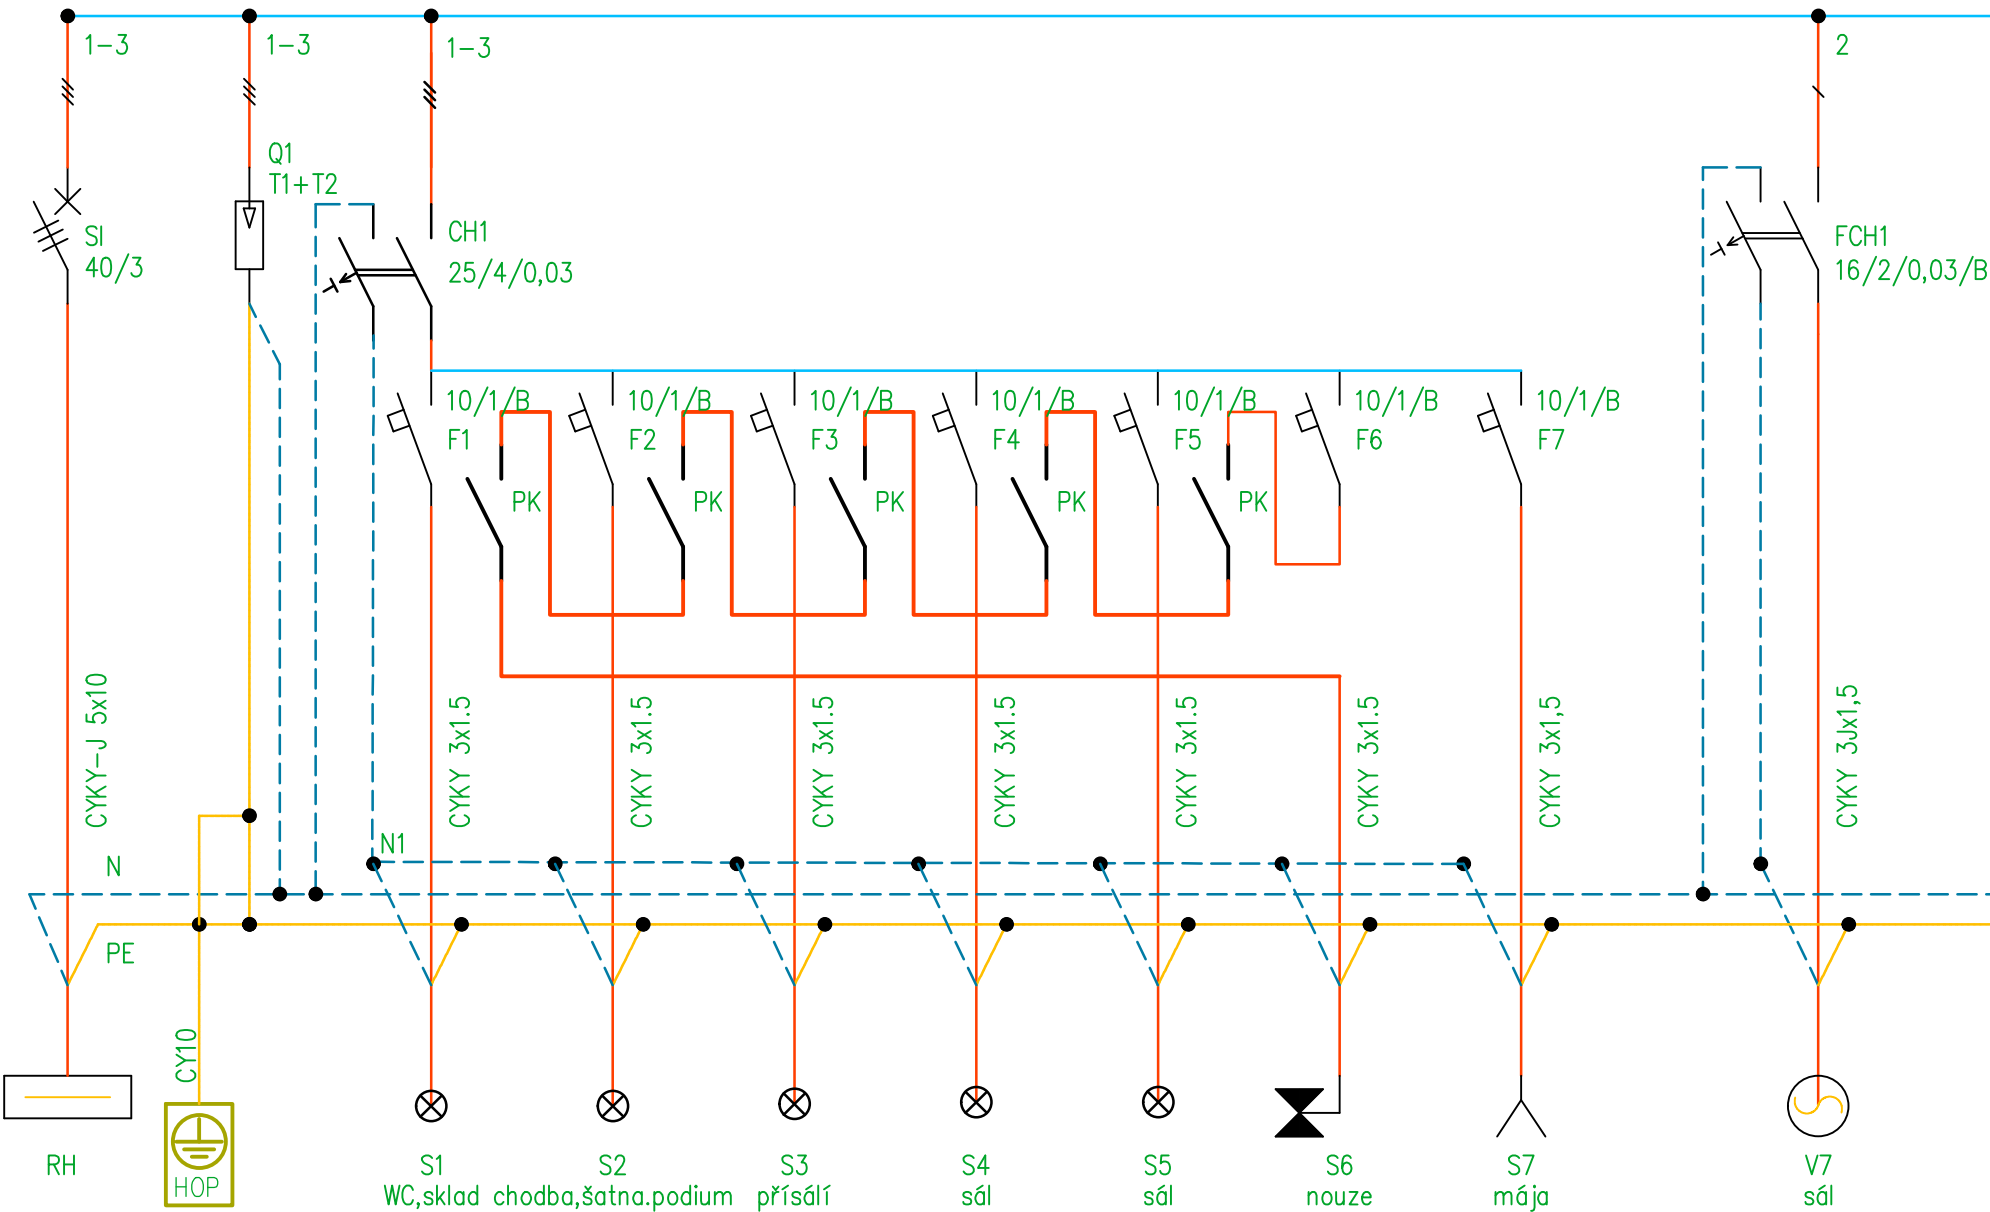 1-3
1-3
1-3
2
Q1
T1+T2
SI
40/3
CH1
25/4/0,03
FCH1
16/2/0,03/B
10/1/B
10/1/B
10/1/B
10/1/B
10/1/B
10/1/B
10/1/B
F1
F2
F3
F4
F5
F6
F7
PK
PK
PK
PK
PK
CYKY-J 5x10
CYKY 3x1.5
CYKY 3x1.5
CYKY 3x1.5
CYKY 3x1.5
CYKY 3x1.5
CYKY 3x1.5
CYKY 3x1,5
CYKY 3Jx1,5
N1
N
PE
CY10
RH
HOP
S1
WC,sklad
S2
chodba,šatna.podium
S3
přísálí
S4
sál
S5
sál
S6
nouze
S7
mája
V7
sál